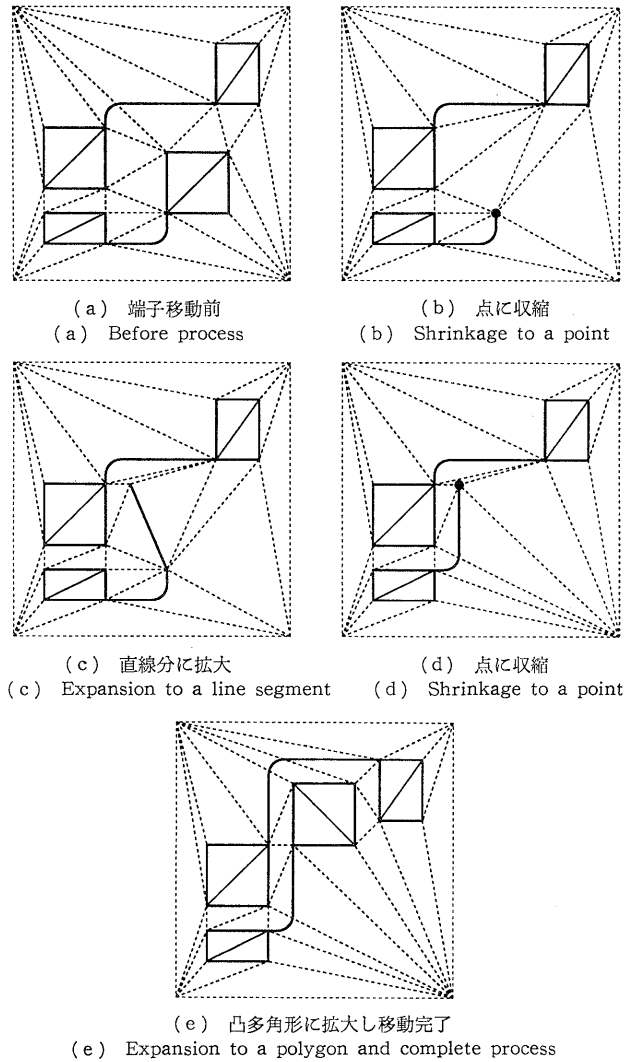 (a) 端子移動前
(a) Before process
(b) 点に収縮
(b) Shrinkage to a point
(c) 直線分に拡大
(c) Expansion to a line segment
(d) 点に収縮
(d) Shrinkage to a point
(e) 凸多角形に拡大し移動完了
(e) Expansion to a polygon and complete process